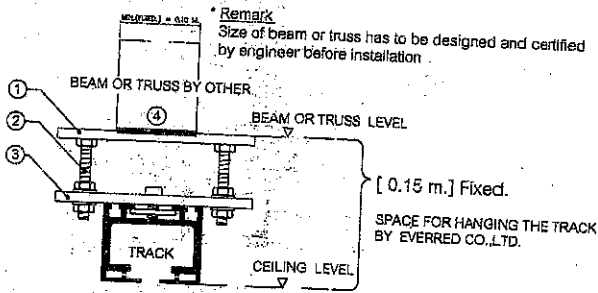 * Remark
Size of beam or truss has to be designed and certified
by engineer before installation
BEAM OR TRUSS BY OTHER
1
4
BEAM OR TRUSS LEVEL
2
3
[ 0.15 m.] Fixed.
SPACE FOR HANGING THE TRACK
BY EVERRED CO.,LTD.
TRACK
CEILING LEVEL